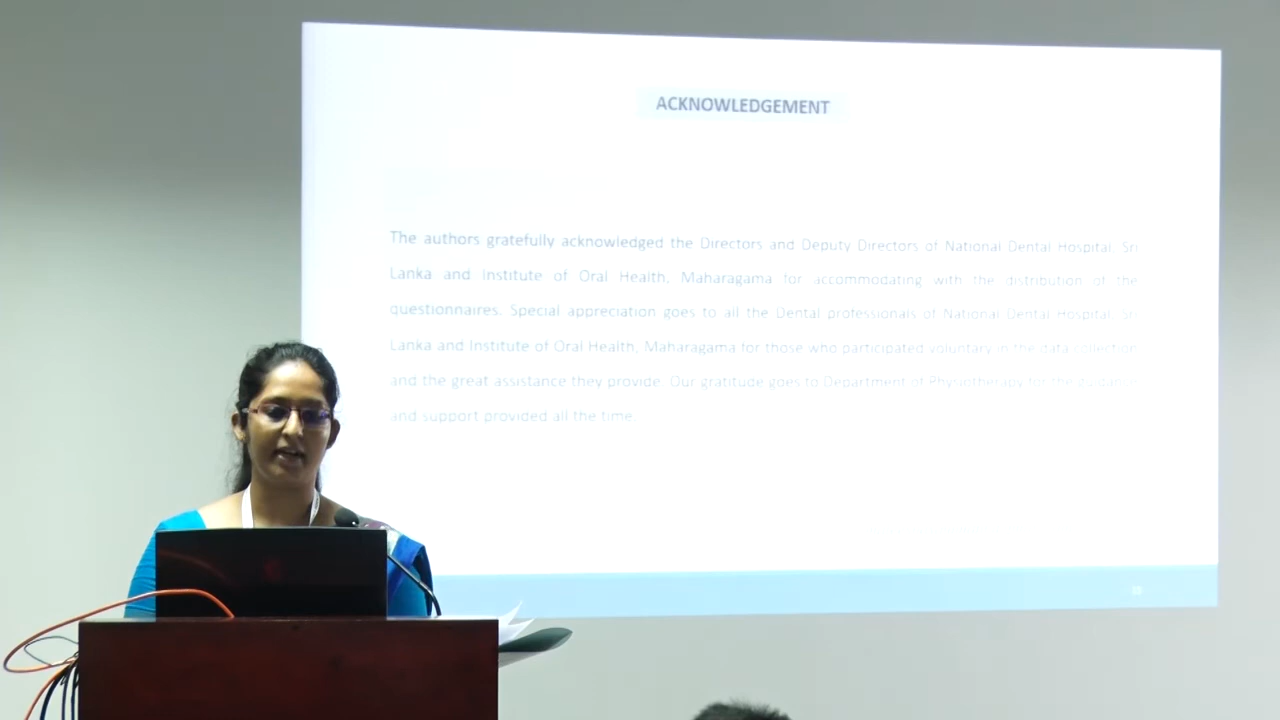 ACKNOWLEDGEMENT
The authors gratefully acknowledged the Directors and Deputy Directors of National Dental Hospital, Sri
Lanka and Institute of Oral Health, Maharagama for accommodating with the distribution of the
questionnaires. Special appreciation goes to all the Dental professionals of National Dental Hospital, Sri
Lanka and Institute of Oral Health, Maharagama for those who participated voluntary in the data collection
and the great assistance they provide. Our gratitude goes to Department of Physiotherapy for the guidance
and support provided all the time.